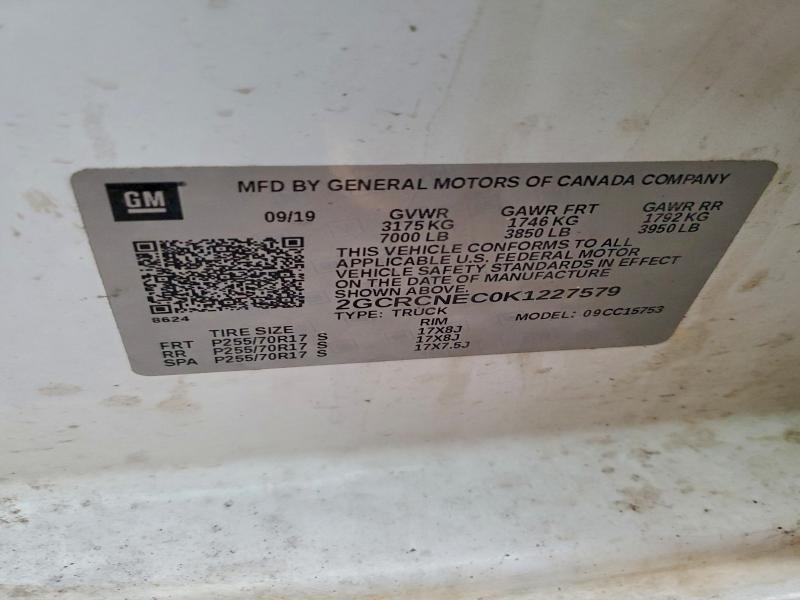 GM MFD BY GENERAL MOTORS OF CANADA COMPANY
09/19 GVWR GAWR FRT GAWR RR
3175 KG 1746 KG 1792 KG
7000 LB 3850 LB 3950 LB
THIS VEHICLE CONFORMS TO ALL
APPLICABLE U.S. FEDERAL MOTOR
VEHICLE SAFETY STANDARDS IN EFFECT
ON THE DATE OF MANUFACTURE
SHOWN ABOVE.
2GCRCNEC0K1227579
8624
TYPE: TRUCK MODEL: 09CC15753
TIRE SIZE RIM
FRT P255/70R17 S 17X8J
RR P255/70R17 S 17X8J
SPA P255/70R17 S 17X7.5J